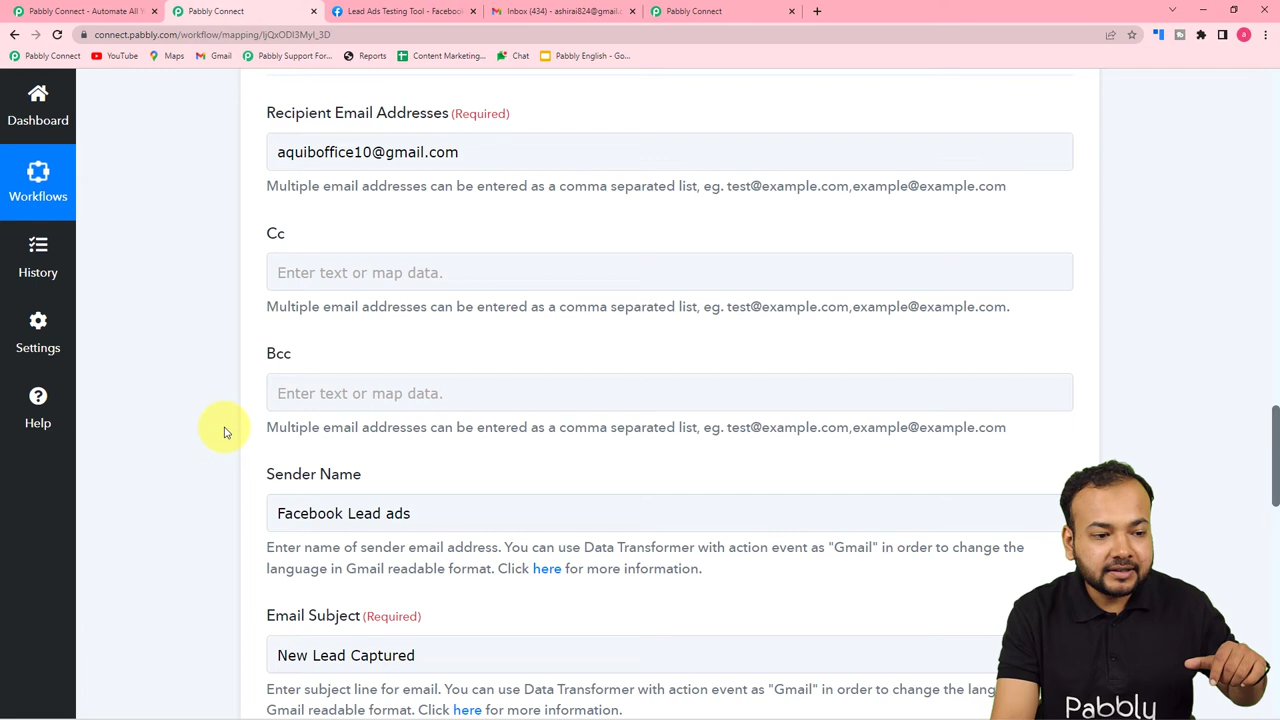 Pabbly Connect - Automate All Y
Pabbly Connect
Lead Ads Testing Tool - Faceboo
Inbox (434) - ashirai824@gmail.c
Pabbly Connect
connect.pabbly.com/workflow/mapping/IjQxODI3MyI_3D
Pabbly Connect
YouTube
Maps
Gmail
Pabbly Support For...
Reports
Content Marketing...
Chat
Pabbly English - Go...
Dashboard
Workflows
History
Settings
Help
Recipient Email Addresses (Required)
aquiboffice10@gmail.com
Multiple email addresses can be entered as a comma separated list, eg. test@example.com,example@example.com
Cc
Enter text or map data.
Multiple email addresses can be entered as a comma separated list, eg. test@example.com,example@example.com.
Bcc
Enter text or map data.
Multiple email addresses can be entered as a comma separated list, eg. test@example.com,example@example.com
Sender Name
Facebook Lead ads
Enter name of sender email address. You can use Data Transformer with action event as "Gmail" in order to change the
language in Gmail readable format. Click here for more information.
Email Subject (Required)
New Lead Captured
Enter subject line for email. You can use Data Transformer with action event as "Gmail" in order to change the lang
Gmail readable format. Click here for more information.
Pabbly